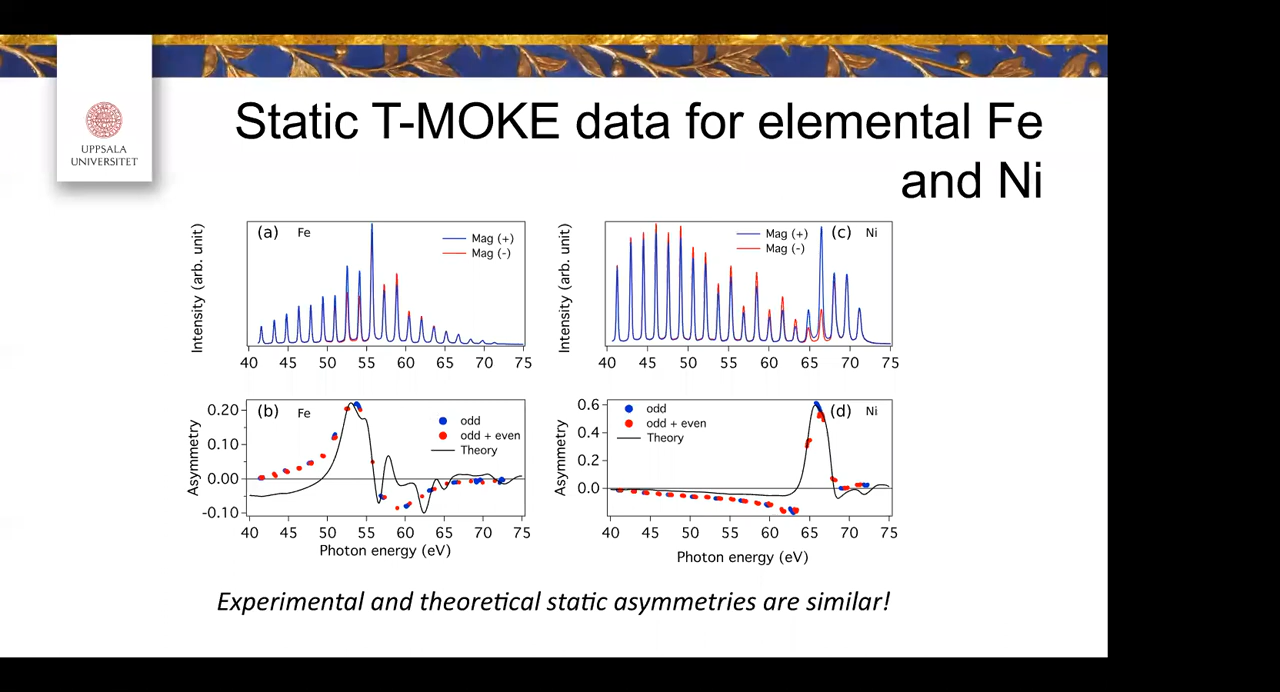 UPPSALA
UNIVERSITET
Static T-MOKE data for elemental Fe
and Ni
(a) Fe
Mag (+)
Mag (-)
Intensity (arb. unit)
40 45 50 55 60 65 70 75
(c) Ni
Mag (+)
Mag (-)
Intensity (arb. unit)
40 45 50 55 60 65 70 75
(b) Fe
odd
odd + even
Theory
Asymmetry
0.20
0.10
0.00
-0.10
40 45 50 55 60 65 70 75
Photon energy (eV)
(d) Ni
odd
odd + even
Theory
Asymmetry
0.6
0.4
0.2
0.0
40 45 50 55 60 65 70 75
Photon energy (eV)
Experimental and theoretical static asymmetries are similar!